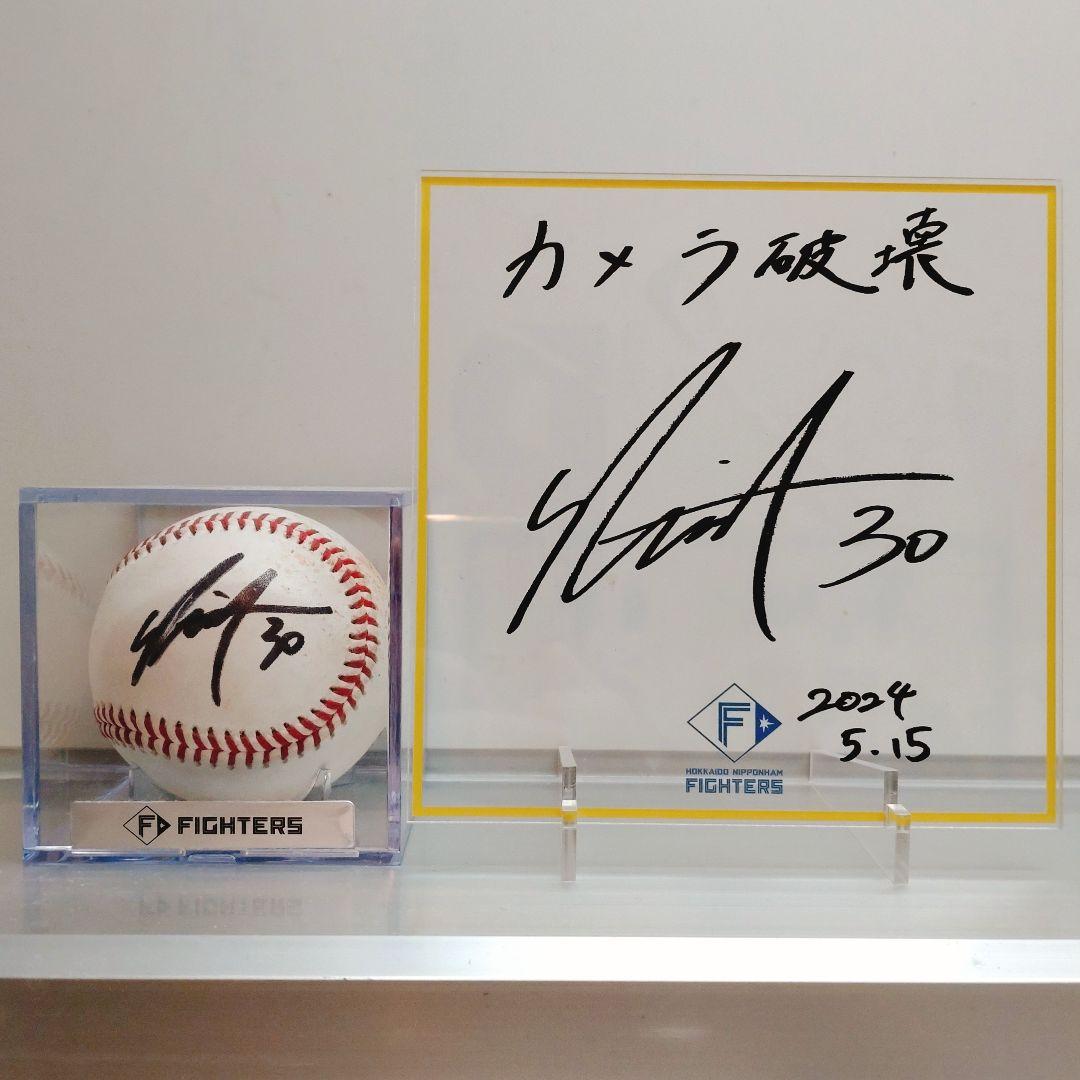 カメラ破壊
30
2024
5.15
HOKKAIDO NIPPONHAM
FIGHTERS
30
FIGHTERS